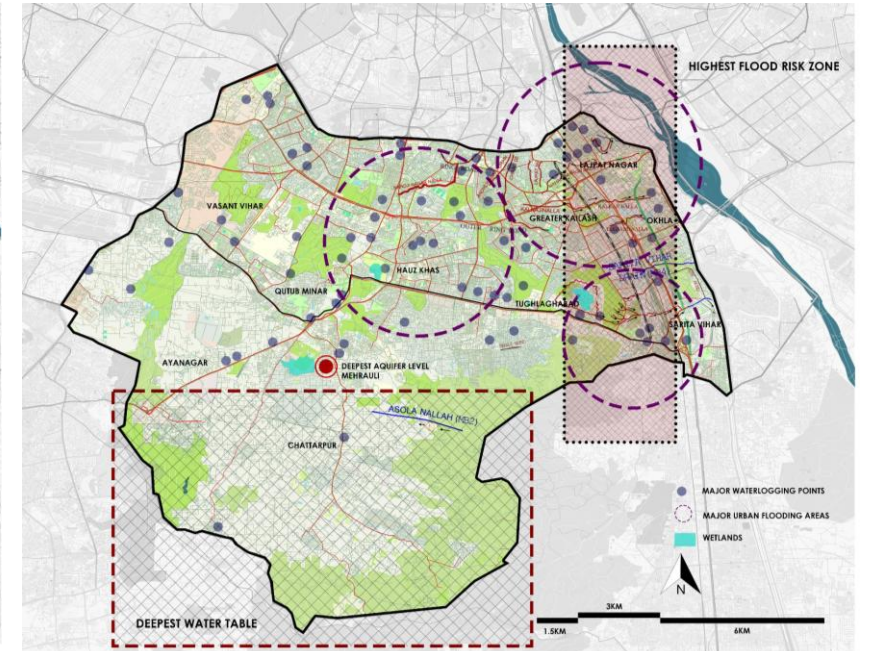 HIGHEST FLOOD RISK ZONE
LAJPAT NAGAR
VASANT VIHAR
GREATER KAILASH
OKHLA
HAUZ KHAS
QUTUB MINAR
TUGHLAGHABAD
SARITA VIHAR
AYANAGAR
DEEPEST AQUIFER LEVEL
MEHRAULI
ASOLA NALLAH (NB2)
CHATTARPUR
MAJOR WATERLOGGING POINTS
MAJOR URBAN FLOODING AREAS
WETLANDS
N
DEEPEST WATER TABLE
3KM
1.5KM
6KM